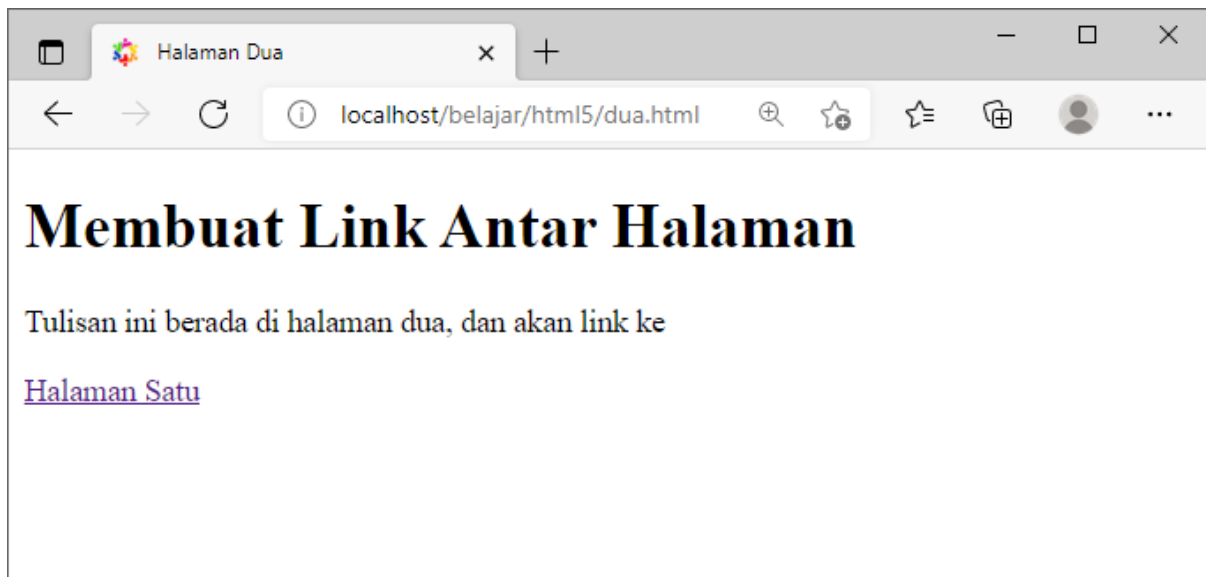 Halaman Dua
localhost/belajar/html5/dua.html
Membuat Link Antar Halaman
Tulisan ini berada di halaman dua, dan akan link ke
Halaman Satu